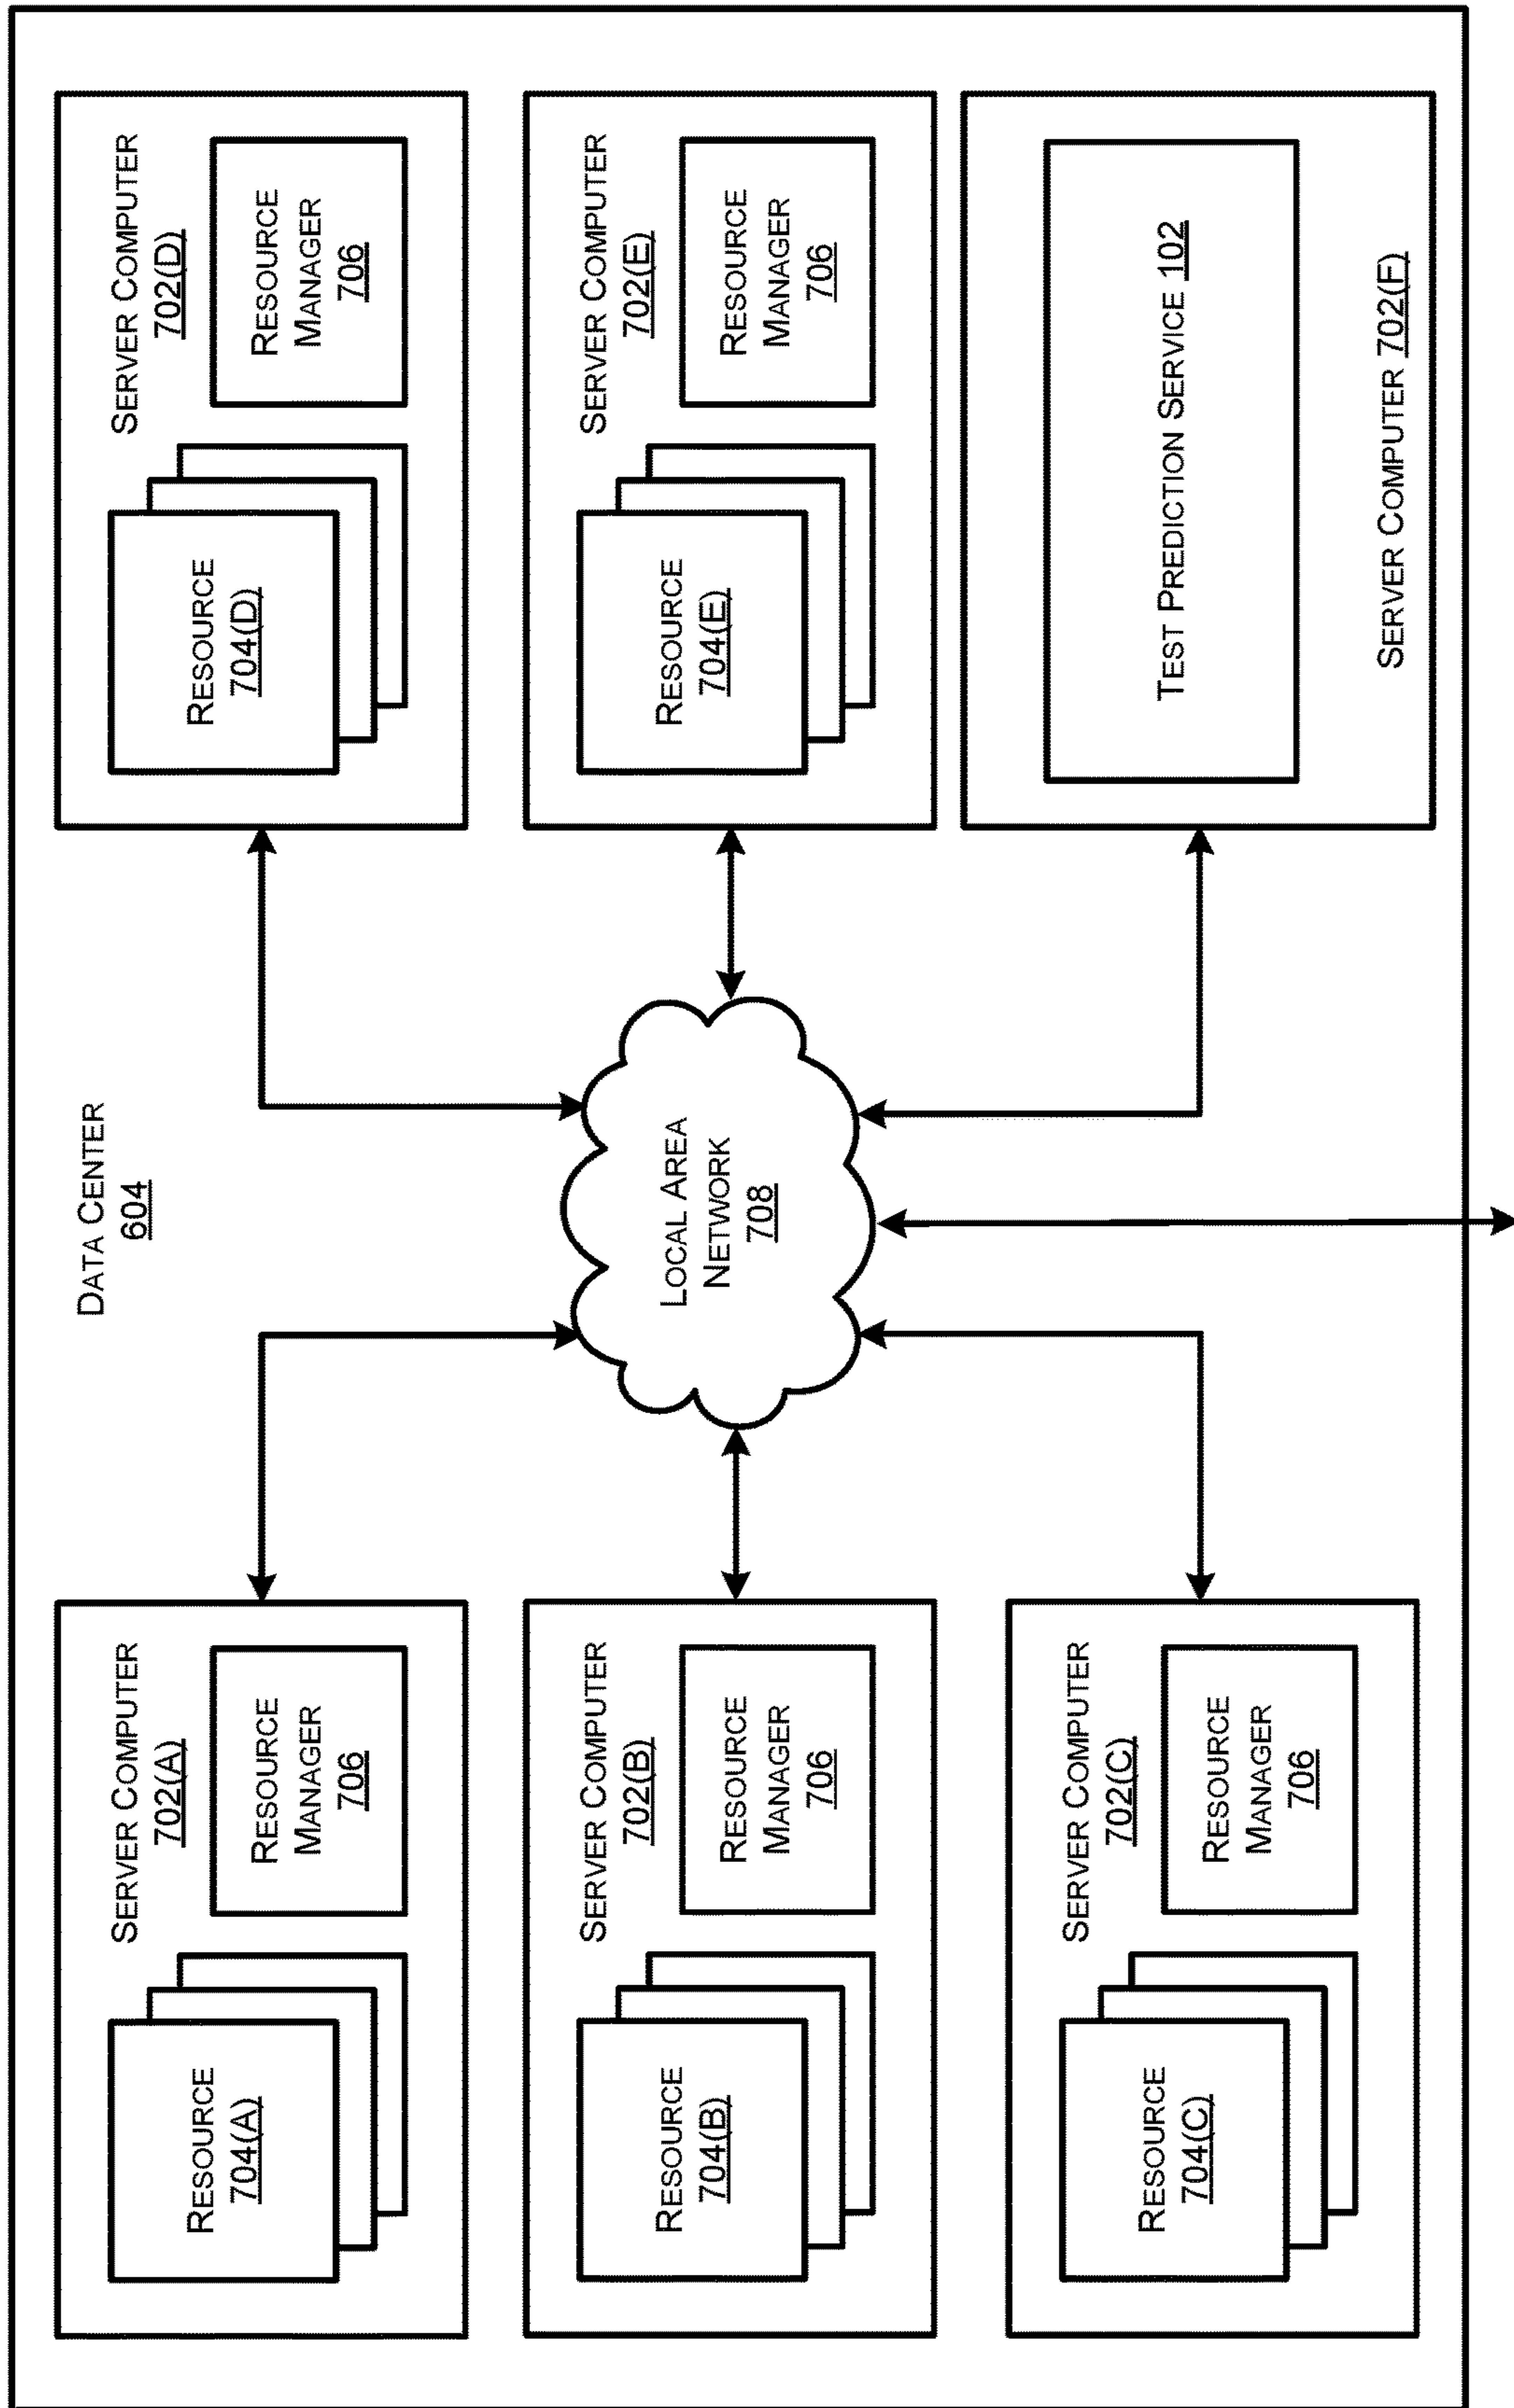 DATA CENTER
604
SERVER COMPUTER
702(A)
RESOURCE
704(A)
RESOURCE
MANAGER
706
SERVER COMPUTER
702(B)
RESOURCE
704(B)
RESOURCE
MANAGER
706
SERVER COMPUTER
702(C)
RESOURCE
704(C)
RESOURCE
MANAGER
706
LOCAL AREA
NETWORK
708
SERVER COMPUTER
702(D)
RESOURCE
704(D)
RESOURCE
MANAGER
706
SERVER COMPUTER
702(E)
RESOURCE
704(E)
RESOURCE
MANAGER
706
TEST PREDICTION SERVICE 102
SERVER COMPUTER 702(F)